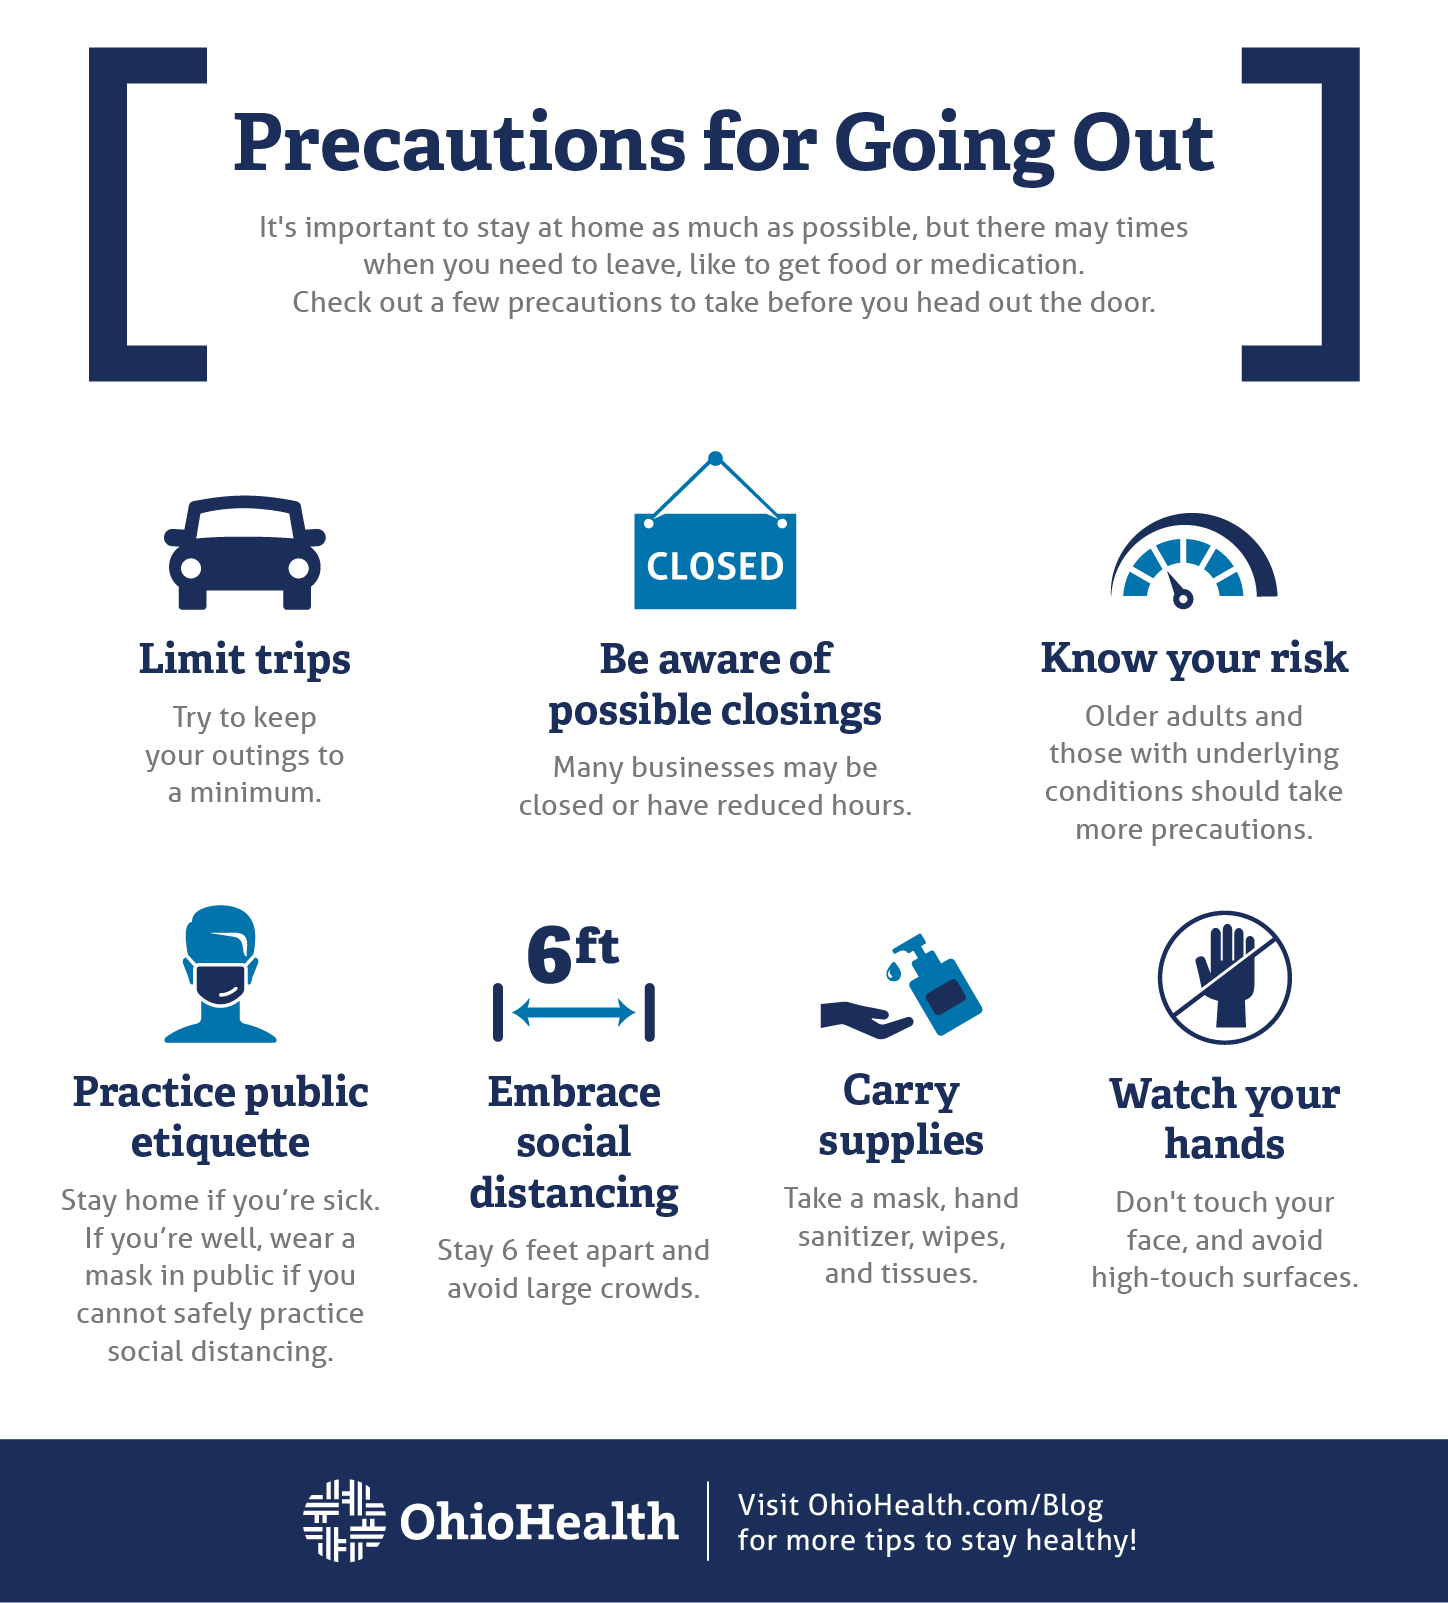 Precautions for Going Out
It's important to stay at home as much as possible, but there may times
when you need to leave, like to get food or medication.
Check out a few precautions to take before you head out the door.
Limit trips
Try to keep
your outings to
a minimum.
CLOSED
Be aware of
possible closings
Many businesses may be
closed or have reduced hours.
Know your risk
Older adults and
those with underlying
conditions should take
more precautions.
Practice public
etiquette
Stay home if you’re sick.
If you’re well, wear a
mask in public if you
cannot safely practice
social distancing.
6ft
Embrace
social
distancing
Stay 6 feet apart and
avoid large crowds.
Carry
supplies
Take a mask, hand
sanitizer, wipes,
and tissues.
Watch your
hands
Don't touch your
face, and avoid
high-touch surfaces.
OhioHealth
Visit OhioHealth.com/Blog
for more tips to stay healthy!